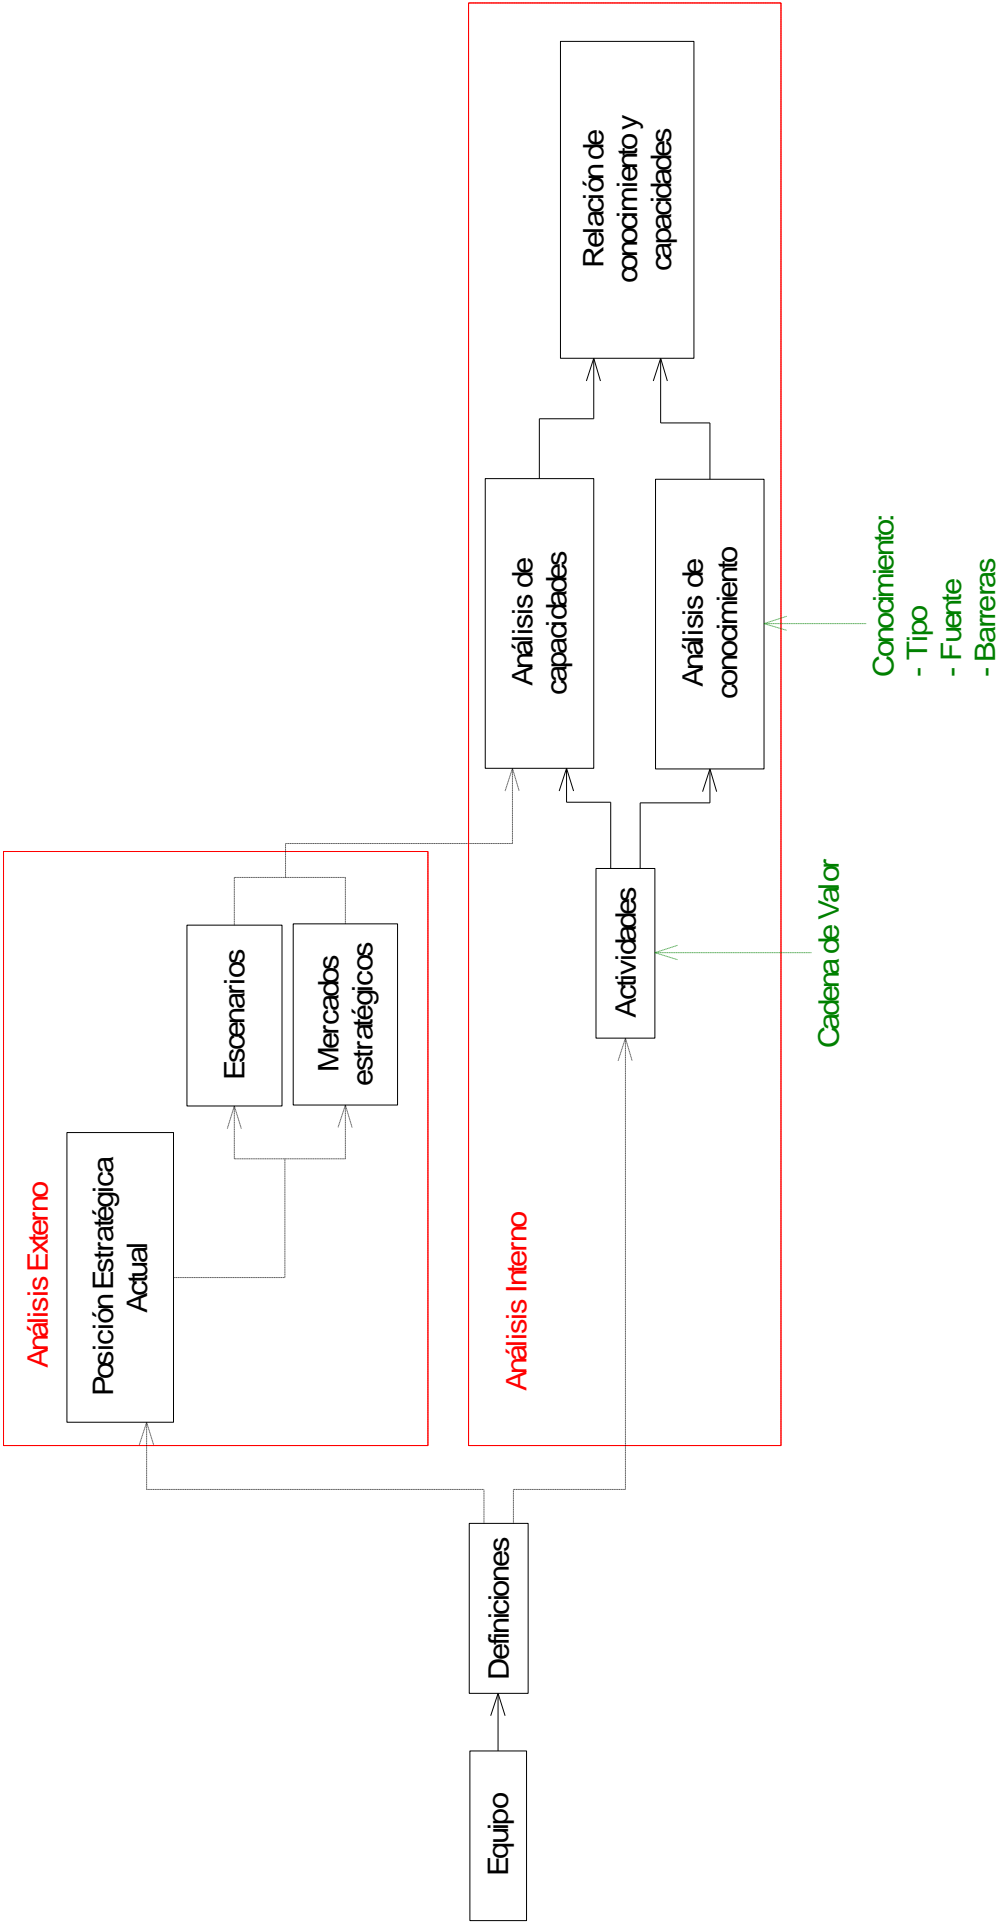 Equipo
Definiciones
Análisis Externo
Posición Estratégica
Actual
Escenarios
Mercados
estratégicos
Análisis Interno
Actividades
Cadena de Valor
Análisis de
capacidades
Análisis de
conocimiento
Conocimiento:
- Tipo
- Fuente
- Barreras
Relación de
conocimiento y
capacidades